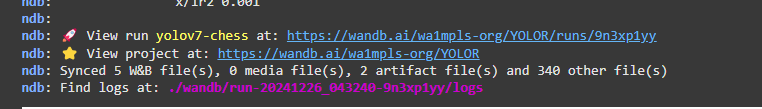 ndb: x/lr2 0.001
ndb:
ndb: 🚀 View run yolov7-chess at: https://wandb.ai/wa1mpls-org/YOLOR/runs/9n3xp1yy
ndb: ⭐ View project at: https://wandb.ai/wa1mpls-org/YOLOR
ndb: Synced 5 W&B file(s), 0 media file(s), 2 artifact file(s) and 340 other file(s)
ndb: Find logs at: ./wandb/run-20241226_043240-9n3xp1yy/logs